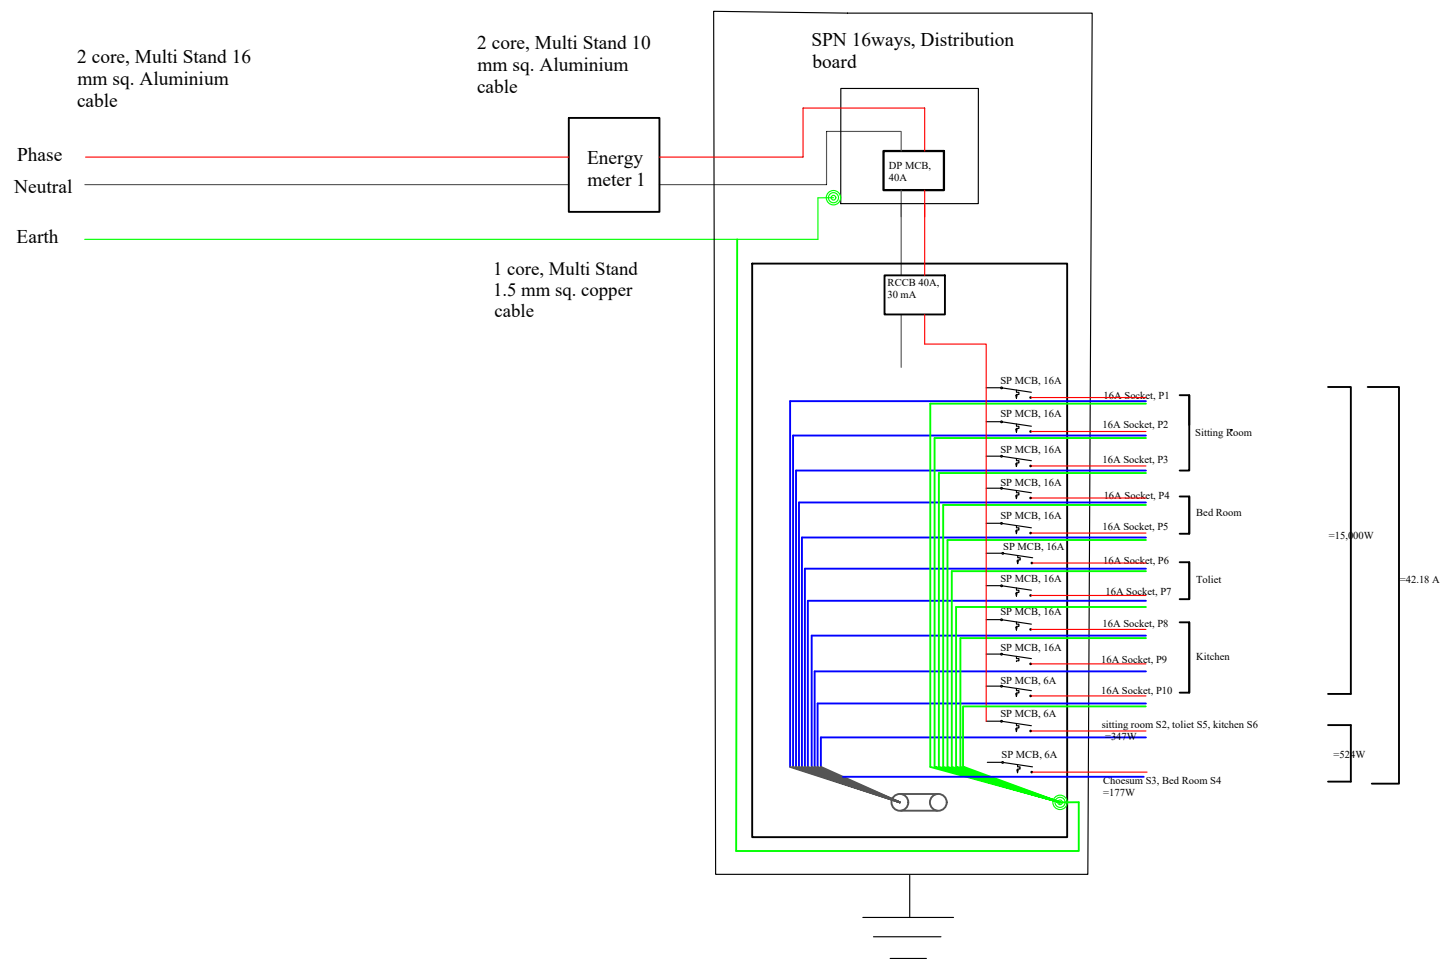 2 core, Multi Stand 16
mm sq. Aluminium
cable
2 core, Multi Stand 10
mm sq. Aluminium
cable
SPN 16ways, Distribution
board
Phase
Neutral
Earth
Energy
meter 1
DP MCB,
40A
1 core, Multi Stand
1.5 mm sq. copper
cable
RCCB 40A,
30 mA
SP MCB, 16A
16A Socket, P1
SP MCB, 16A
16A Socket, P2
Sitting Room
SP MCB, 16A
16A Socket, P3
SP MCB, 16A
16A Socket, P4
Bed Room
SP MCB, 16A
16A Socket, P5
SP MCB, 16A
16A Socket, P6
=15,000W
SP MCB, 16A
16A Socket, P7
Toliet
=42.18 A
SP MCB, 16A
16A Socket, P8
SP MCB, 16A
16A Socket, P9
Kitchen
SP MCB, 6A
16A Socket, P10
SP MCB, 6A
sitting room S2, toliet S5, kitchen S6
=347W
=524W
SP MCB, 6A
Choesum S3, Bed Room S4
=177W